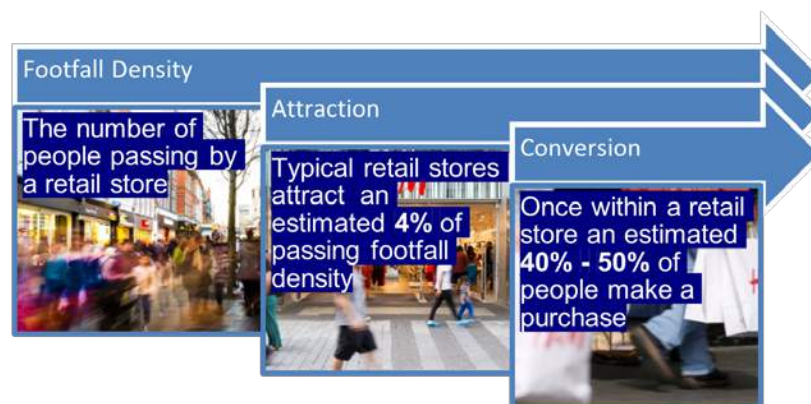 Footfall Density
The number of
people passing by
a retail store
Attraction
Typical retail stores
attract an
estimated 4% of
passing footfall
density
Conversion
Once within a retail
store an estimated
40% - 50% of
people make a
purchase